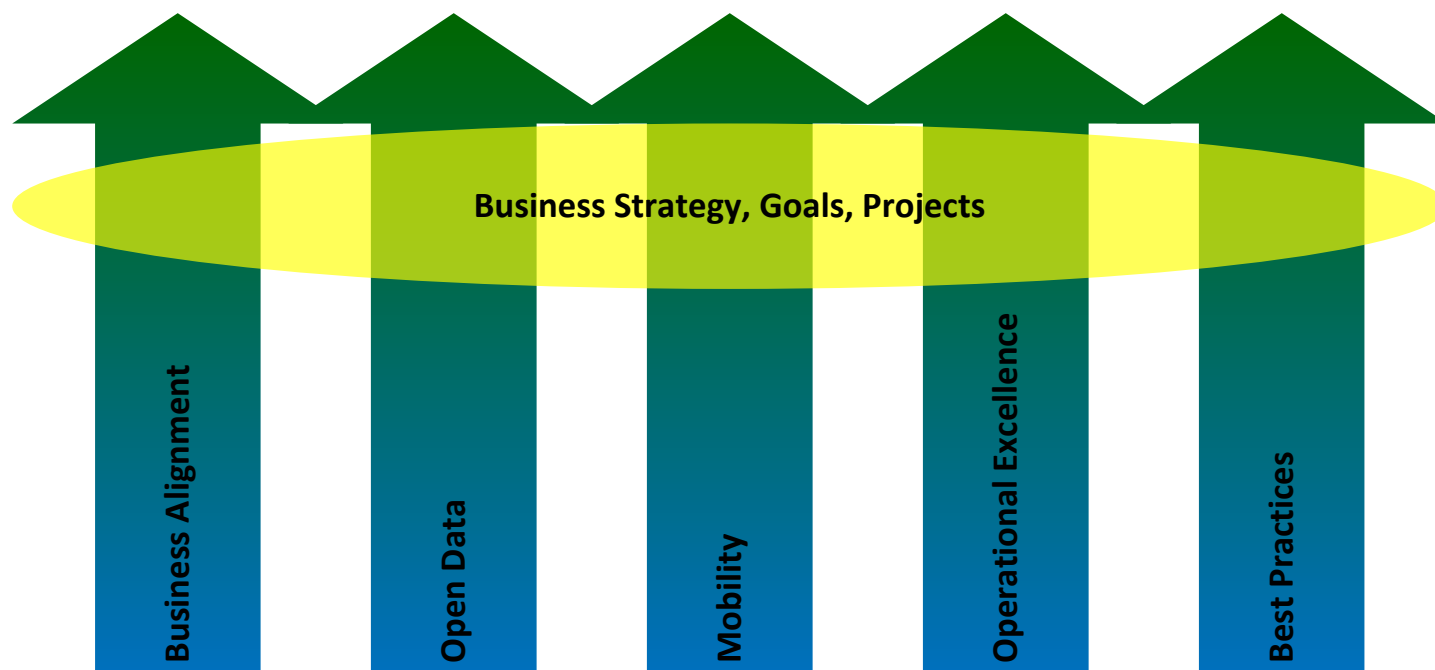 Business Strategy, Goals, Projects
Business Alignment
Open Data
Mobility
Operational Excellence
Best Practices